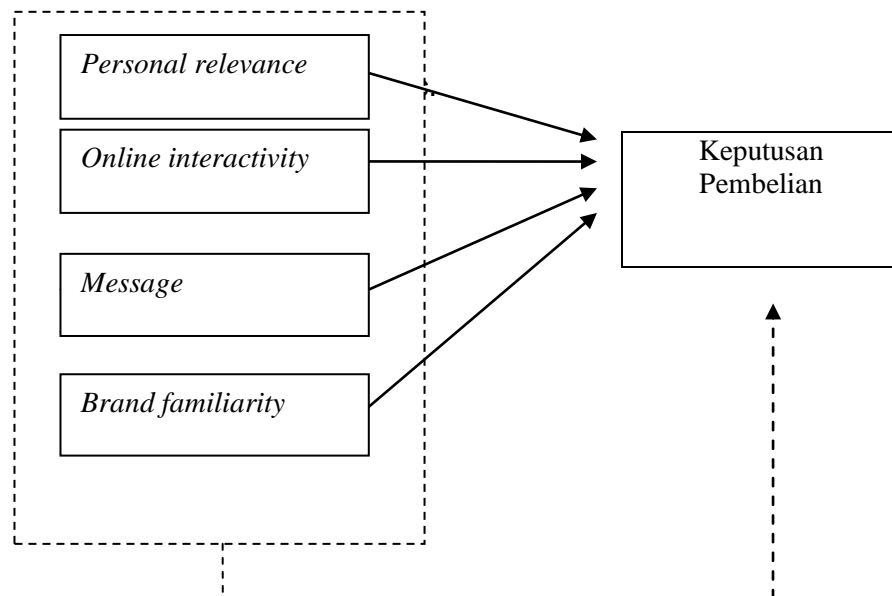 Personal relevance
Online interactivity
Message
Brand familiarity
Keputusan
Pembelian